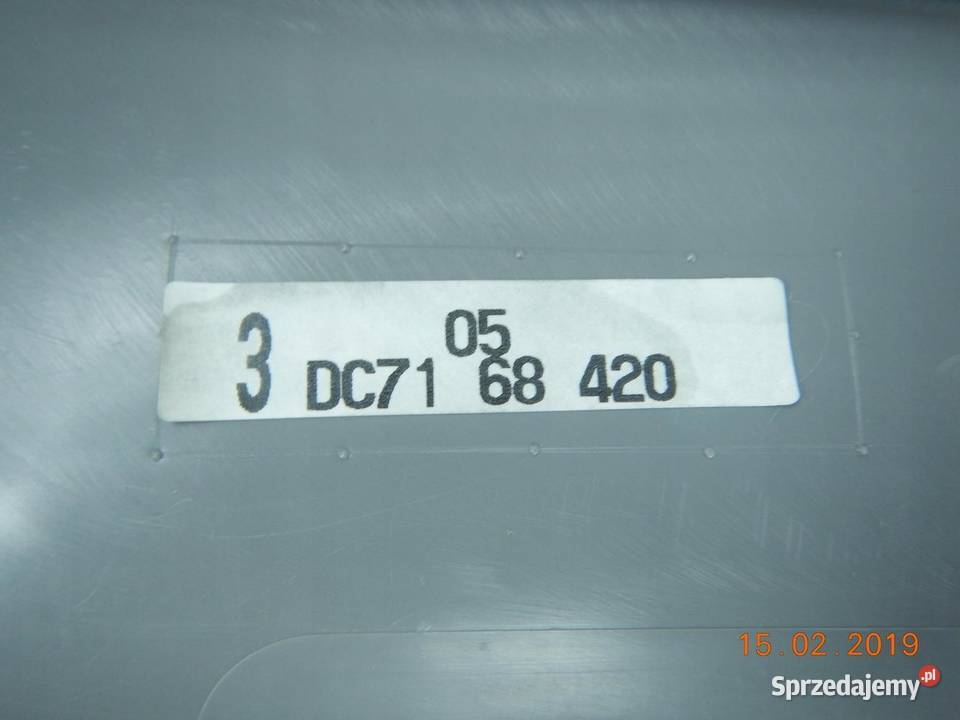 05
3 DC71 68 420
15.02.2019
Sprzedajemy.pl